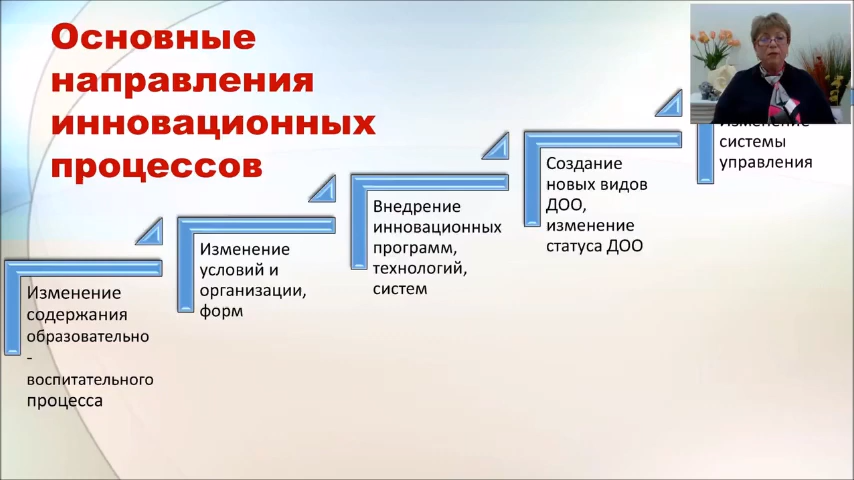 Основные
направления
инновационных
процессов
Изменение
содержания
образовательно
-
воспитательного
процесса
Изменение
условий и
организации,
форм
Внедрение
инновационных
программ,
технологий,
систем
Создание
новых видов
ДОО,
изменение
статуса ДОО
Изменение
системы
управления